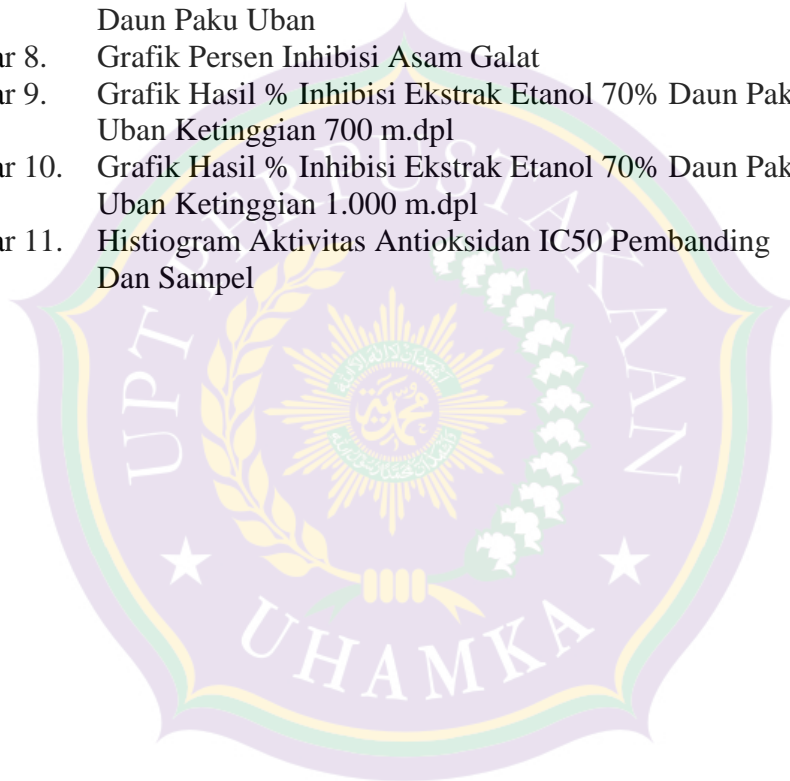 Daun Paku Uban
ar 8. Grafik Persen Inhibisi Asam Galat
ar 9. Grafik Hasil % Inhibisi Ekstrak Etanol 70% Daun Pak
Uban Ketinggian 700 m.dpl
ar 10. Grafik Hasil % Inhibisi Ekstrak Etanol 70% Daun Pak
Uban Ketinggian 1.000 m.dpl
ar 11. Histiogram Aktivitas Antioksidan IC50 Pembanding
Dan Sampel
UPT PERPUSTAKAAN
UHAMKA